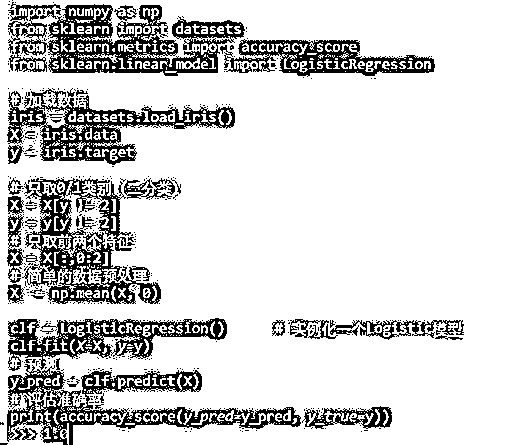 import numpy as np
from sklearn import datasets
from sklearn.metrics import accuracy_score
from sklearn.linear_model import LogisticRegression
# 加载数据
iris = datasets.load_iris()
X = iris.data
y = iris.target
# 只取0/1类别（二分类）
X = X[y != 2]
y = y[y != 2]
# 只取前两个特征
X = X[:,0:2]
# 简单的数据预处理
X -= np.mean(X, 0)
clf = LogisticRegression() # 实例化一个logistic模型
clf.fit(X=X, y=y)
# 预测
y_pred = clf.predict(X)
# 评估准确率
print(accuracy_score(y_pred=y_pred, y_true=y))
>>> 1.0